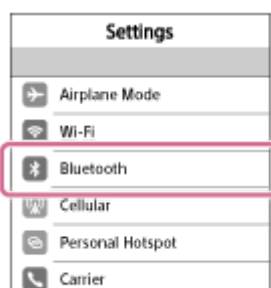 Settings
Airplane Mode
Wi-Fi
Bluetooth
Cellular
Personal Hotspot
Carrier